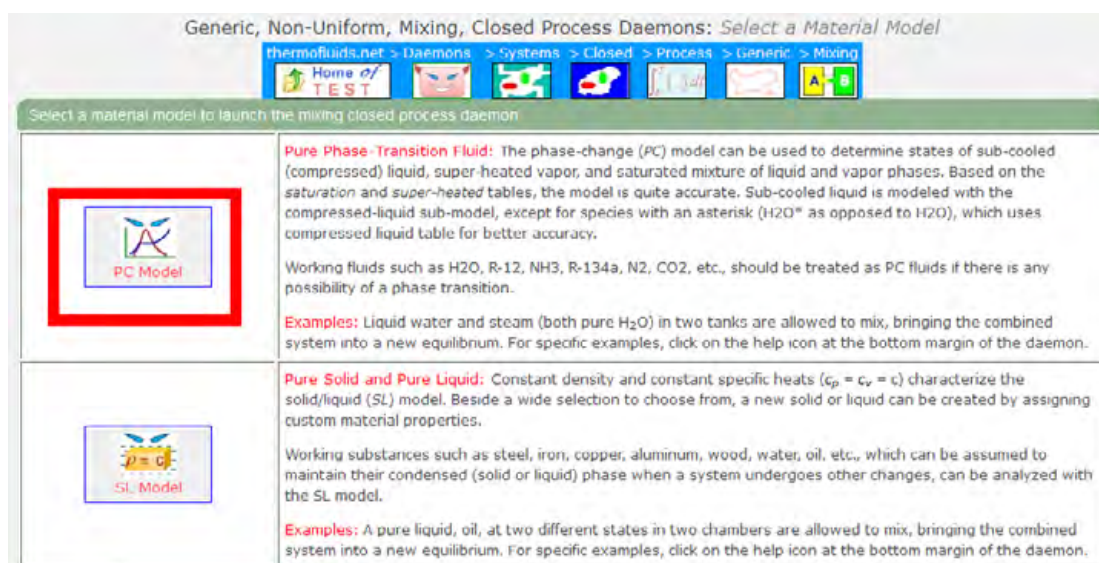 Generic, Non-Uniform, Mixing, Closed Process Daemons: Select a Material Model
thermofluids.net > Daemons > Systems > Closed > Process > Generic > Mixing
Home of
TEST
A B
Select a material model to launch the mixing closed process daemon
Pure Phase-Transition Fluid: The phase-change (PC) model can be used to determine states of sub-cooled
(compressed) liquid, super-heated vapor, and saturated mixture of liquid and vapor phases. Based on the
saturation and super-heated tables, the model is quite accurate. Sub-cooled liquid is modeled with the
compressed-liquid sub-model, except for species with an asterisk (H2O* as opposed to H2O), which uses
compressed liquid table for better accuracy.
PC Model
Working fluids such as H2O, R-12, NH3, R-134a, N2, CO2, etc., should be treated as PC fluids if there is any
possibility of a phase transition.
Examples: Liquid water and steam (both pure H₂O) in two tanks are allowed to mix, bringing the combined
system into a new equilibrium. For specific examples, click on the help icon at the bottom margin of the daemon.
Pure Solid and Pure Liquid: Constant density and constant specific heats (cₚ = cᵥ = c) characterize the
solid/liquid (SL) model. Beside a wide selection to choose from, a new solid or liquid can be created by assigning
custom material properties.
ρ = c
SL Model
Working substances such as steel, iron, copper, aluminum, wood, water, oil, etc., which can be assumed to
maintain their condensed (solid or liquid) phase when a system undergoes other changes, can be analyzed with
the SL model.
Examples: A pure liquid, oil, at two different states in two chambers are allowed to mix, bringing the combined
system into a new equilibrium. For specific examples, click on the help icon at the bottom margin of the daemon.